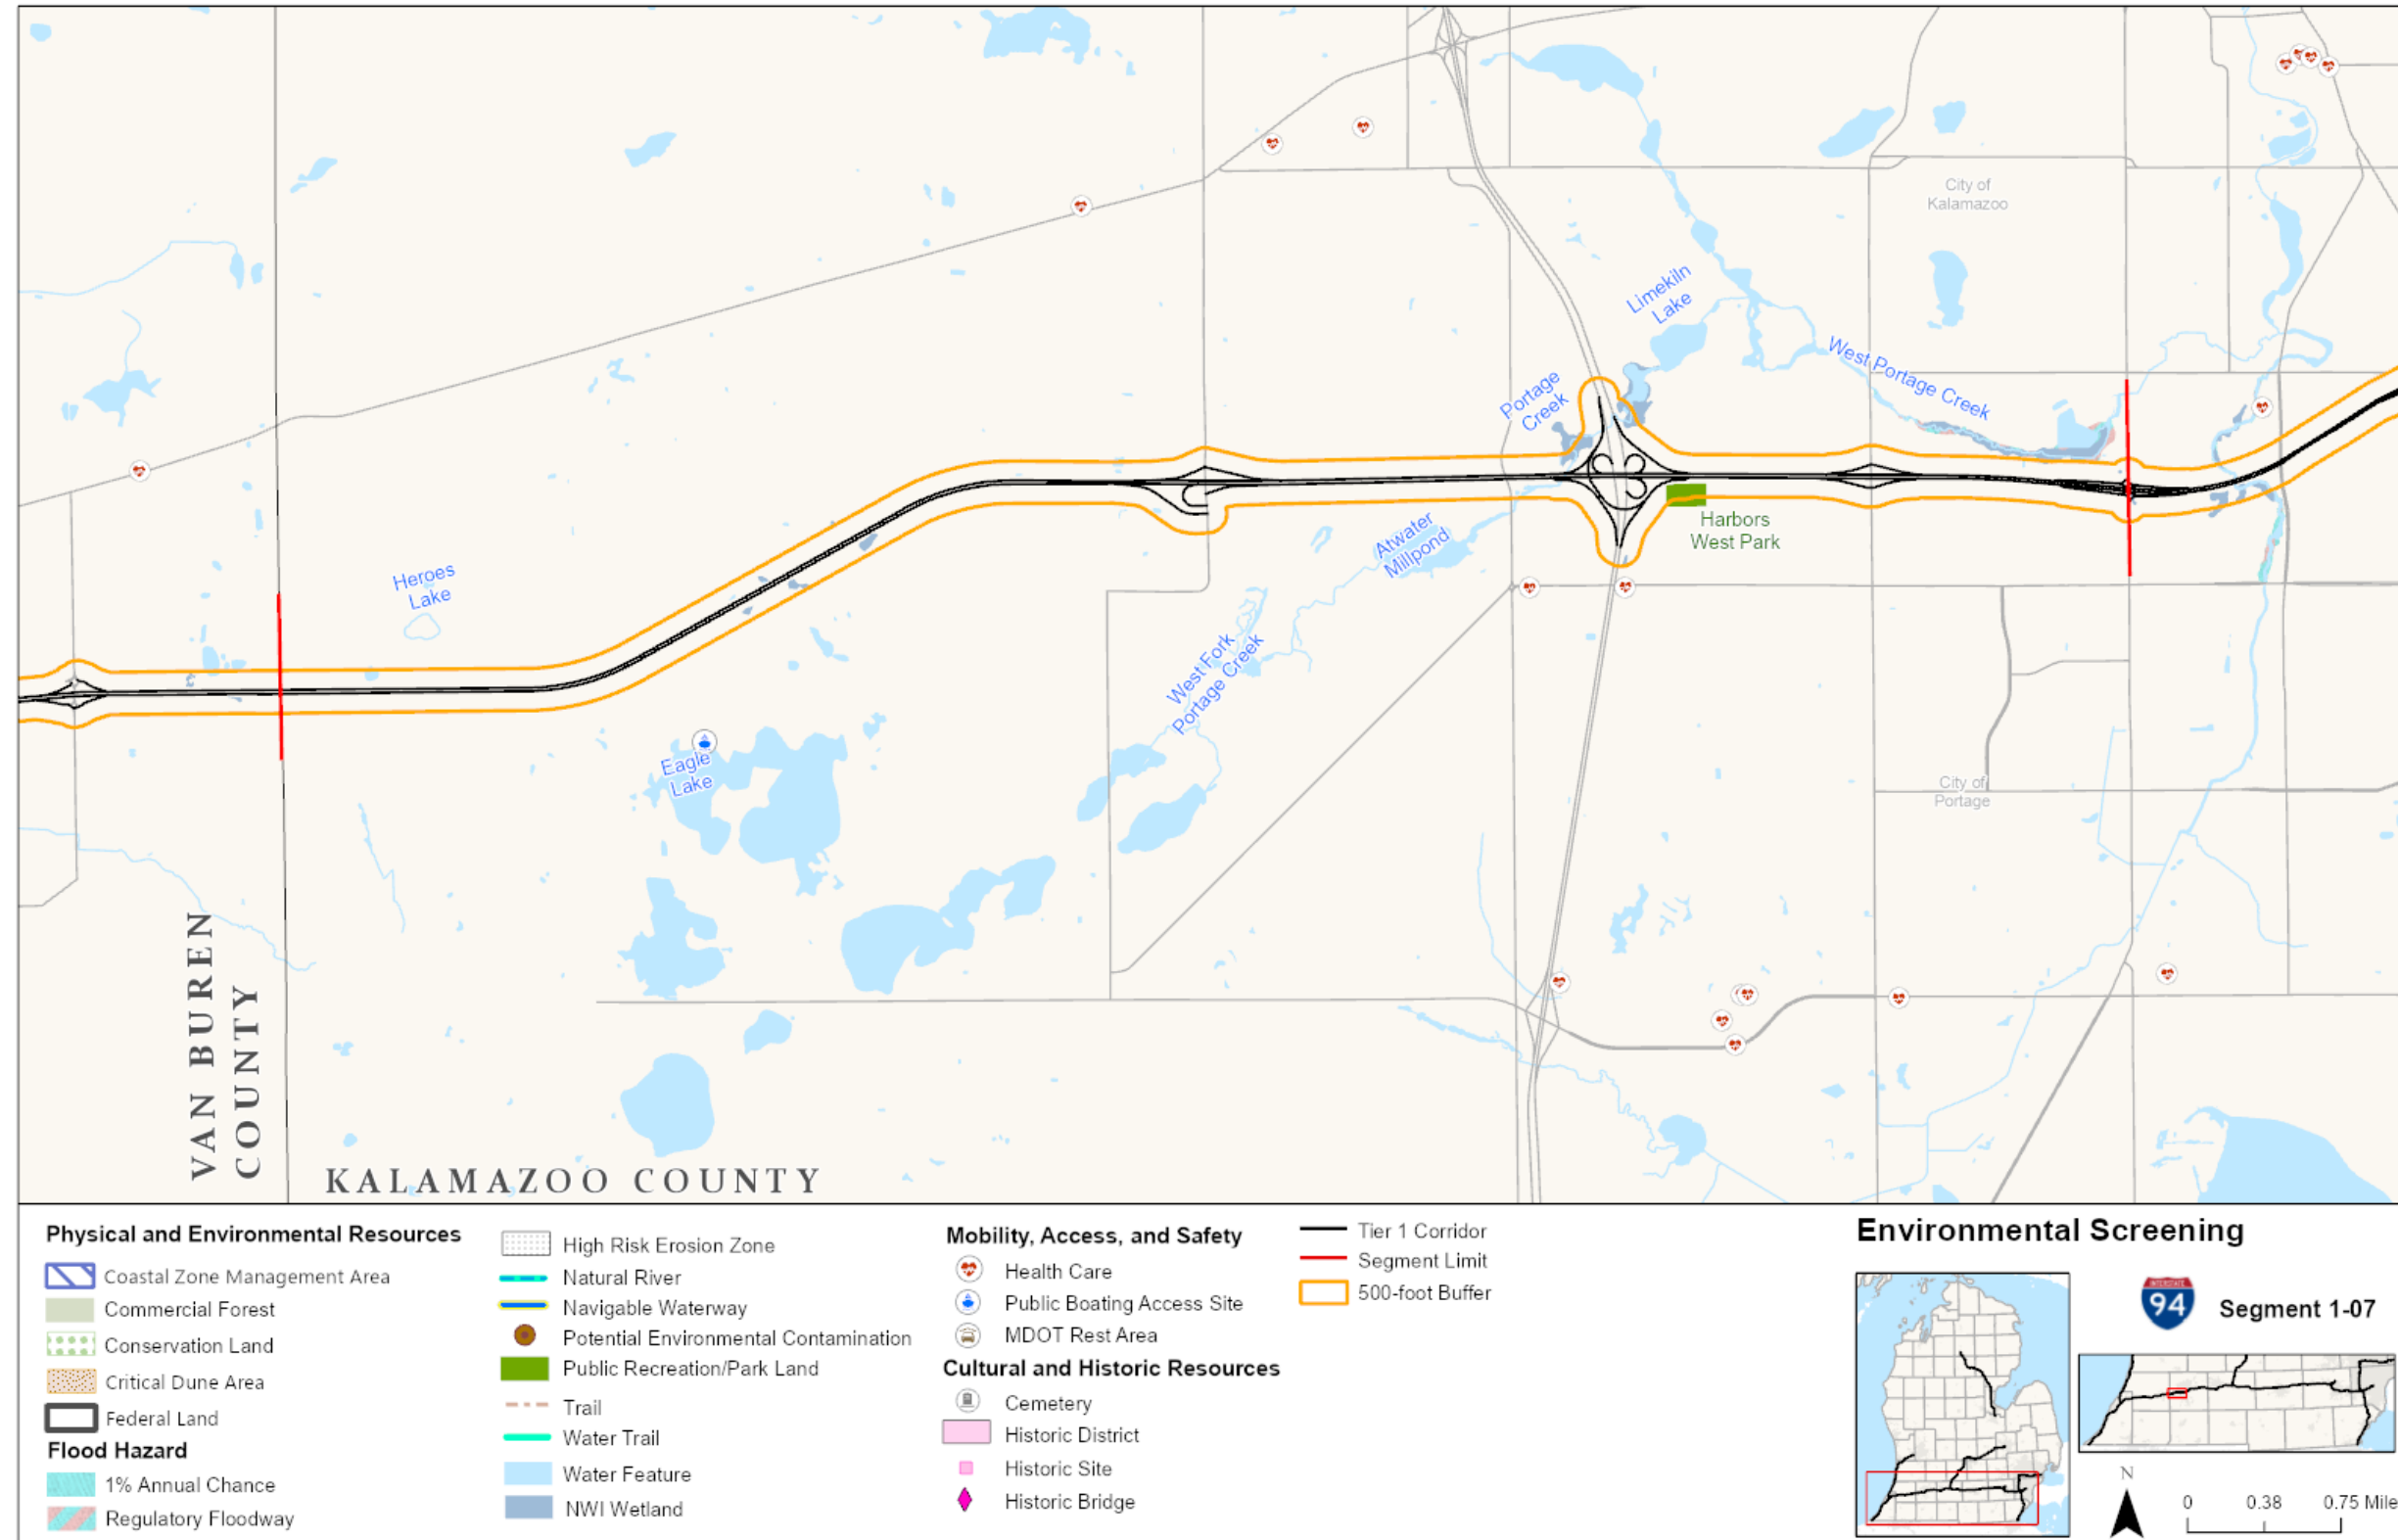 City of
Kalamazoo
Limekiln
Lake
West Portage Creek
Portage
Creek
Harbors
West Park
Atwater
Millpond
Heroes
Lake
West Fork
Portage Creek
Eagle
Lake
City of
Portage
VAN BUREN
COUNTY
KALAMAZOO COUNTY
Physical and Environmental Resources
Coastal Zone Management Area
Commercial Forest
Conservation Land
Critical Dune Area
Federal Land
Flood Hazard
1% Annual Chance
Regulatory Floodway
High Risk Erosion Zone
Natural River
Navigable Waterway
Potential Environmental Contamination
Public Recreation/Park Land
Trail
Water Trail
Water Feature
NWI Wetland
Mobility, Access, and Safety
Health Care
Public Boating Access Site
MDOT Rest Area
Cultural and Historic Resources
Cemetery
Historic District
Historic Site
Historic Bridge
Tier 1 Corridor
Segment Limit
500-foot Buffer
Environmental Screening
INTERSTATE
94
Segment 1-07
N
0 0.38 0.75 Mile